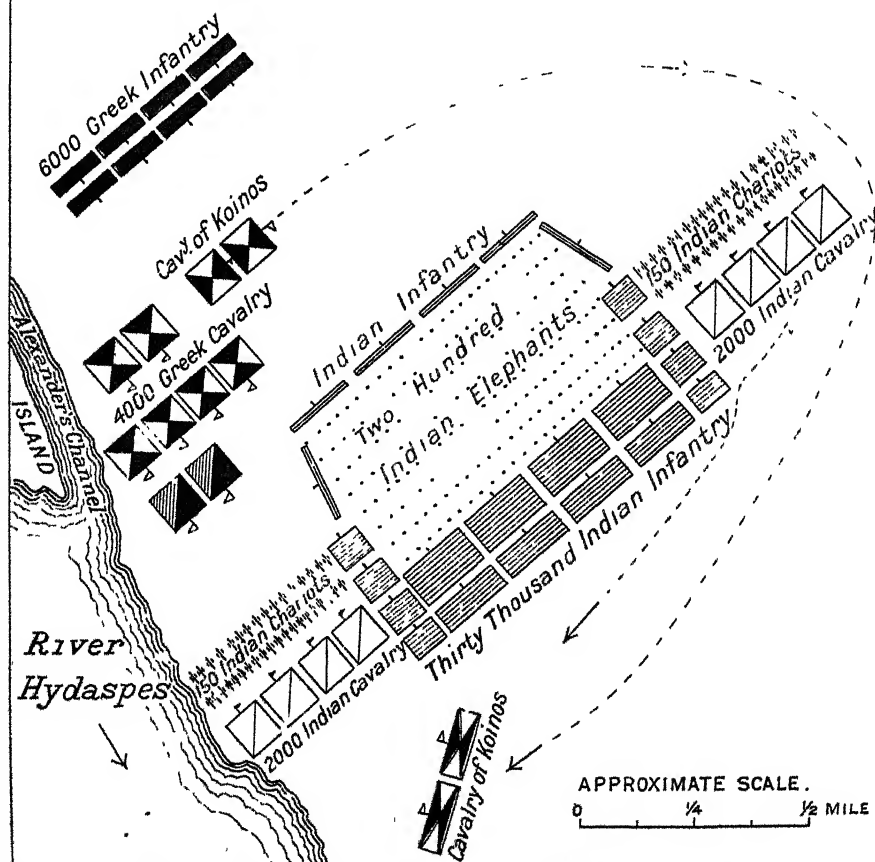 6000 Greek Infantry
Cavy. of Koinos
4000 Greek Cavalry
Indian Infantry
Two Hundred
Indian Elephants
150 Indian Chariots
2000 Indian Cavalry
Alexander's Channel
ISLAND
Thirty Thousand Indian Infantry
150 Indian Chariots
2000 Indian Cavalry
River
Hydaspes
Cavalry of Koinos
APPROXIMATE SCALE.
0 ¼ ½ MILE